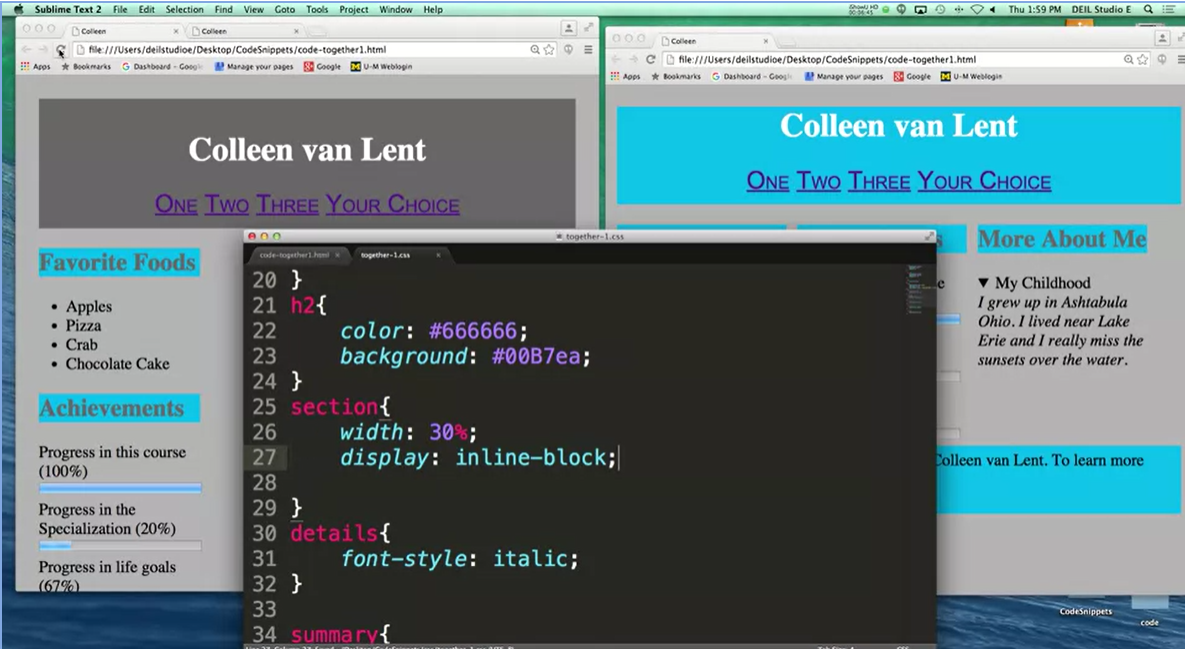 Sublime Text 2 File Edit Selection Find View Goto Tools Project Window Help Thu 1:59 PM DEIL Studio E
Colleen Colleen
file:///Users/deilstudioe/Desktop/CodeSnippets/code-together1.html
Apps Bookmarks Dashboard - Googl Manage your pages Google U-M Weblogin
Colleen van Lent
One Two Three Your Choice
Favorite Foods
Apples
Pizza
Crab
Chocolate Cake
Achievements
Progress in this course
(100%)
Progress in the
Specialization (20%)
Progress in life goals
(67%)
Colleen
file:///Users/deilstudioe/Desktop/CodeSnippets/code-together1.html
Apps Bookmarks Dashboard - Googl Manage your pages Google U-M Weblogin
Colleen van Lent
One Two Three Your Choice
s More About Me
e ▼ My Childhood
I grew up in Ashtabula
Ohio. I lived near Lake
Erie and I really miss the
sunsets over the water.
Colleen van Lent. To learn more
together-1.css
code-together1.html together-1.css
20 }
21 h2{
22 color: #666666;
23 background: #00B7ea;
24 }
25 section{
26 width: 30%;
27 display: inline-block;
28
29 }
30 details{
31 font-style: italic;
32 }
33
34 summary{
CodeSnippets
code